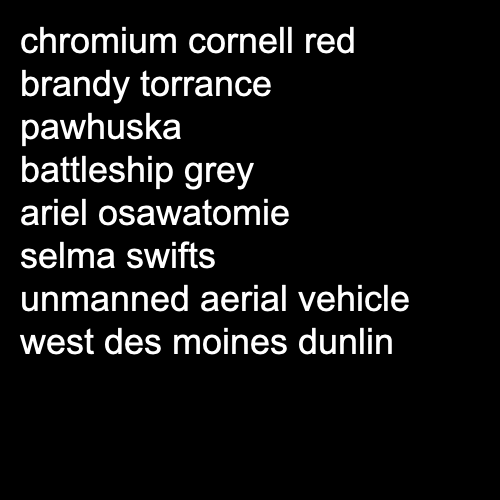 chromium cornell red
brandy torrance
pawhuska
battleship grey
ariel osawatomie
selma swifts
unmanned aerial vehicle
west des moines dunlin